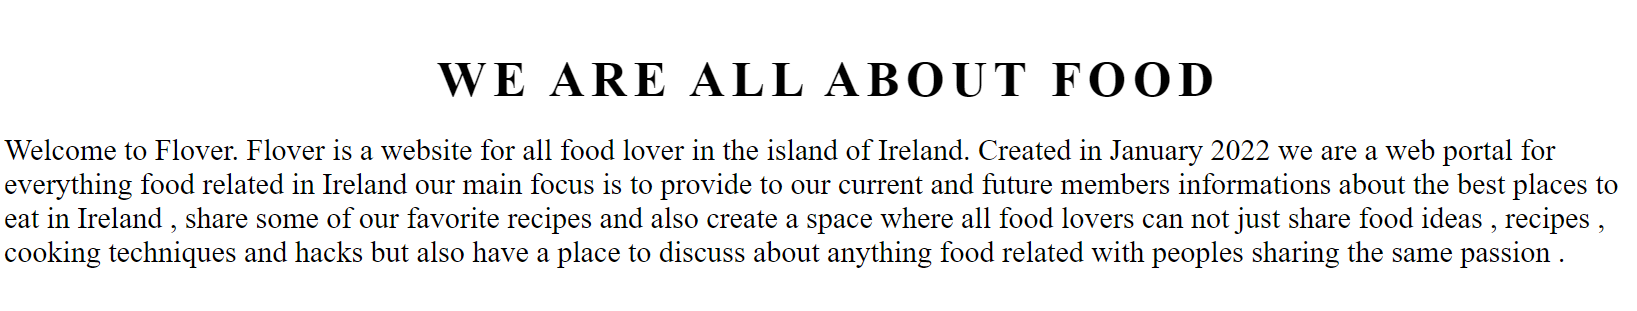 WE ARE ALL ABOUT FOOD
Welcome to Flover. Flover is a website for all food lover in the island of Ireland. Created in January 2022 we are a web portal for
everything food related in Ireland our main focus is to provide to our current and future members informations about the best places to
eat in Ireland , share some of our favorite recipes and also create a space where all food lovers can not just share food ideas , recipes ,
cooking techniques and hacks but also have a place to discuss about anything food related with peoples sharing the same passion .